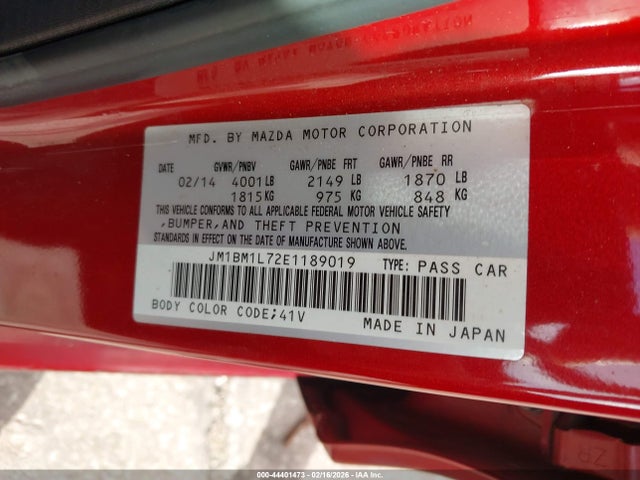 MFD. BY MAZDA MOTOR CORPORATION
DATE GVWR/PNBV GAWR/PNBE FRT GAWR/PNBE RR
02/14 4001LB 2149 LB 1870 LB
1815KG 975 KG 848 KG
THIS VEHICLE CONFORMS TO ALL APPLICABLE FEDERAL MOTOR VEHICLE SAFETY
,BUMPER,AND THEFT PREVENTION
STANDARDS IN EFFECT ON THE DATE OF MANUFACTURE SHOWN ABOVE.
JM1BM1L72E1189019 TYPE: PASS CAR
BODY COLOR CODE;41V
MADE IN JAPAN
000-44401473 - 02/16/2026 - IAAI.com